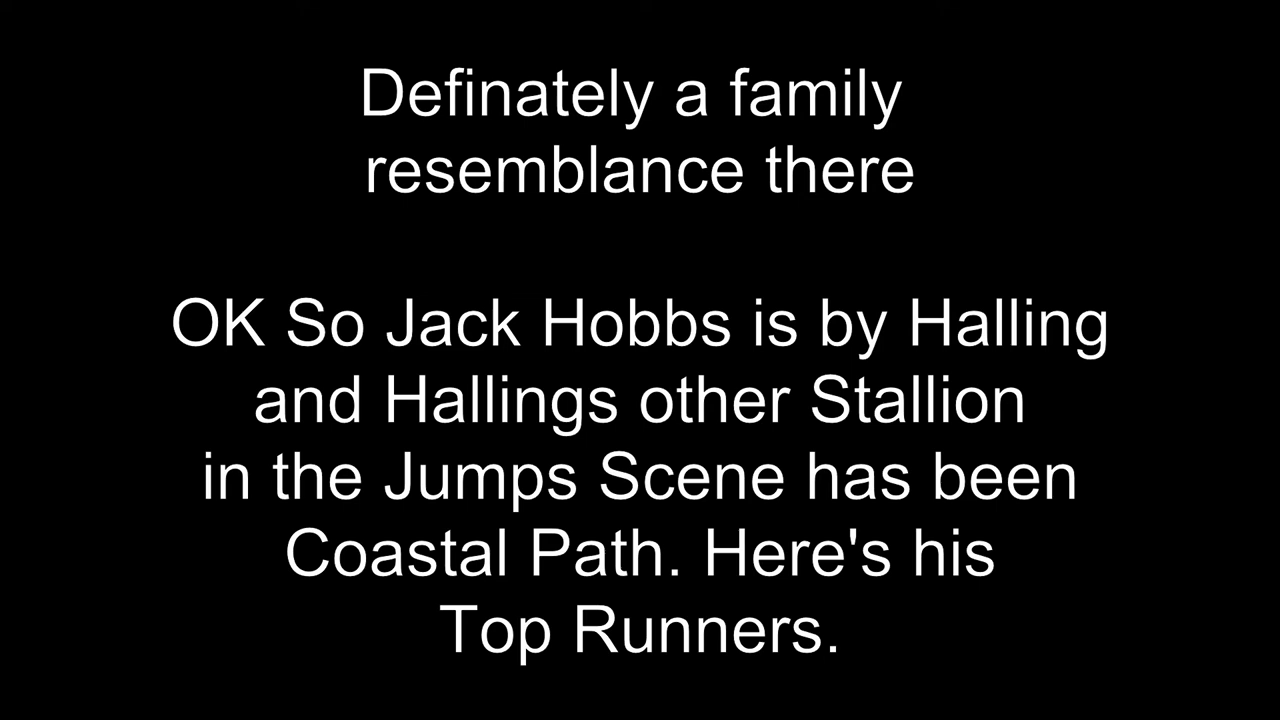 Definately a family
resemblance there
OK So Jack Hobbs is by Halling
and Hallings other Stallion
in the Jumps Scene has been
Coastal Path. Here's his
Top Runners.